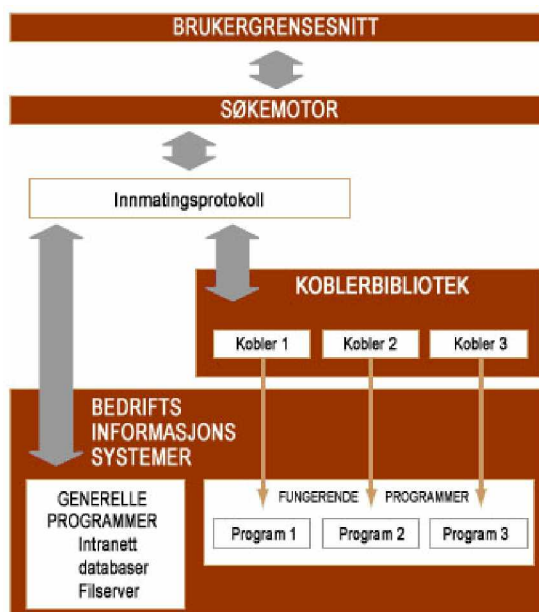 BRUKERGRENSESNITT
SØKEMOTOR
Innmatingsprotokoll
KOBLERBIBLIOTEK
Kobler 1
Kobler 2
Kobler 3
BEDRIFTS
INFORMASJONS
SYSTEMER
GENERELLE
PROGRAMMER
Intranett
databaser
Filserver
FUNGERENDE PROGRAMMER
Program 1
Program 2
Program 3